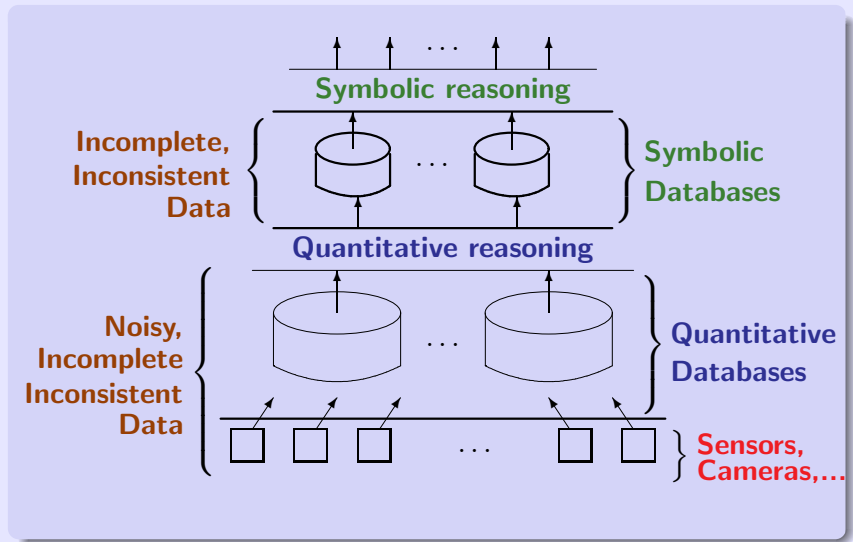 . . .
Symbolic reasoning
Incomplete,
Inconsistent
Data
. . .
Symbolic
Databases
Quantitative reasoning
Noisy,
Incomplete
Inconsistent
Data
. . .
Quantitative
Databases
. . .
Sensors,
Cameras,...